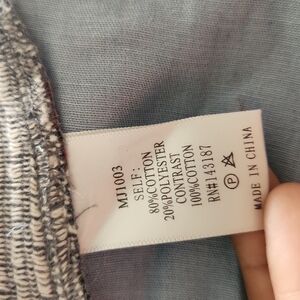 MJ1003
SELF:
80%COTTON
20%POLYESTER
CONTRAST
100%COTTON
RN#143187
P
MADE IN CHINA